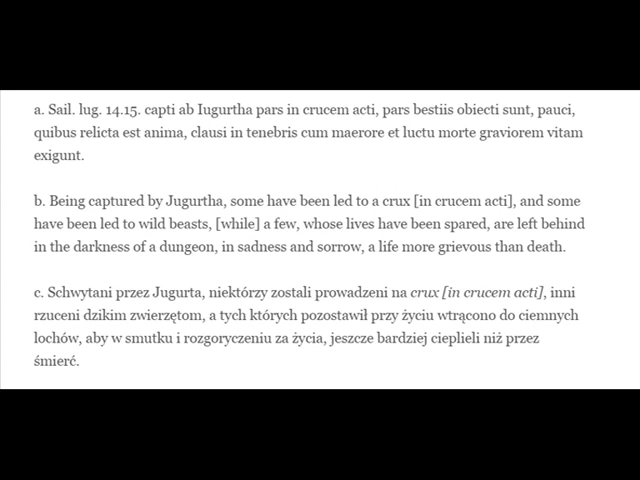 a. Sail. lug. 14.15. capti ab Iugurtha pars in crucem acti, pars bestiis obiecti sunt, pauci,
quibus relicta est anima, clausi in tenebris cum maerore et luctu morte graviorem vitam
exigunt.
b. Being captured by Jugurtha, some have been led to a crux [in crucem acti], and some
have been led to wild beasts, [while] a few, whose lives have been spared, are left behind
in the darkness of a dungeon, in sadness and sorrow, a life more grievous than death.
c. Schwytani przez Jugurta, niektórzy zostali prowadzeni na crux [in crucem acti], inni
rzuceni dzikim zwierzętom, a tych których pozostawił przy życiu wtrącono do ciemnych
lochów, aby w smutku i rozgoryczeniu za życia, jeszcze bardziej cieplieli niż przez
śmierć.